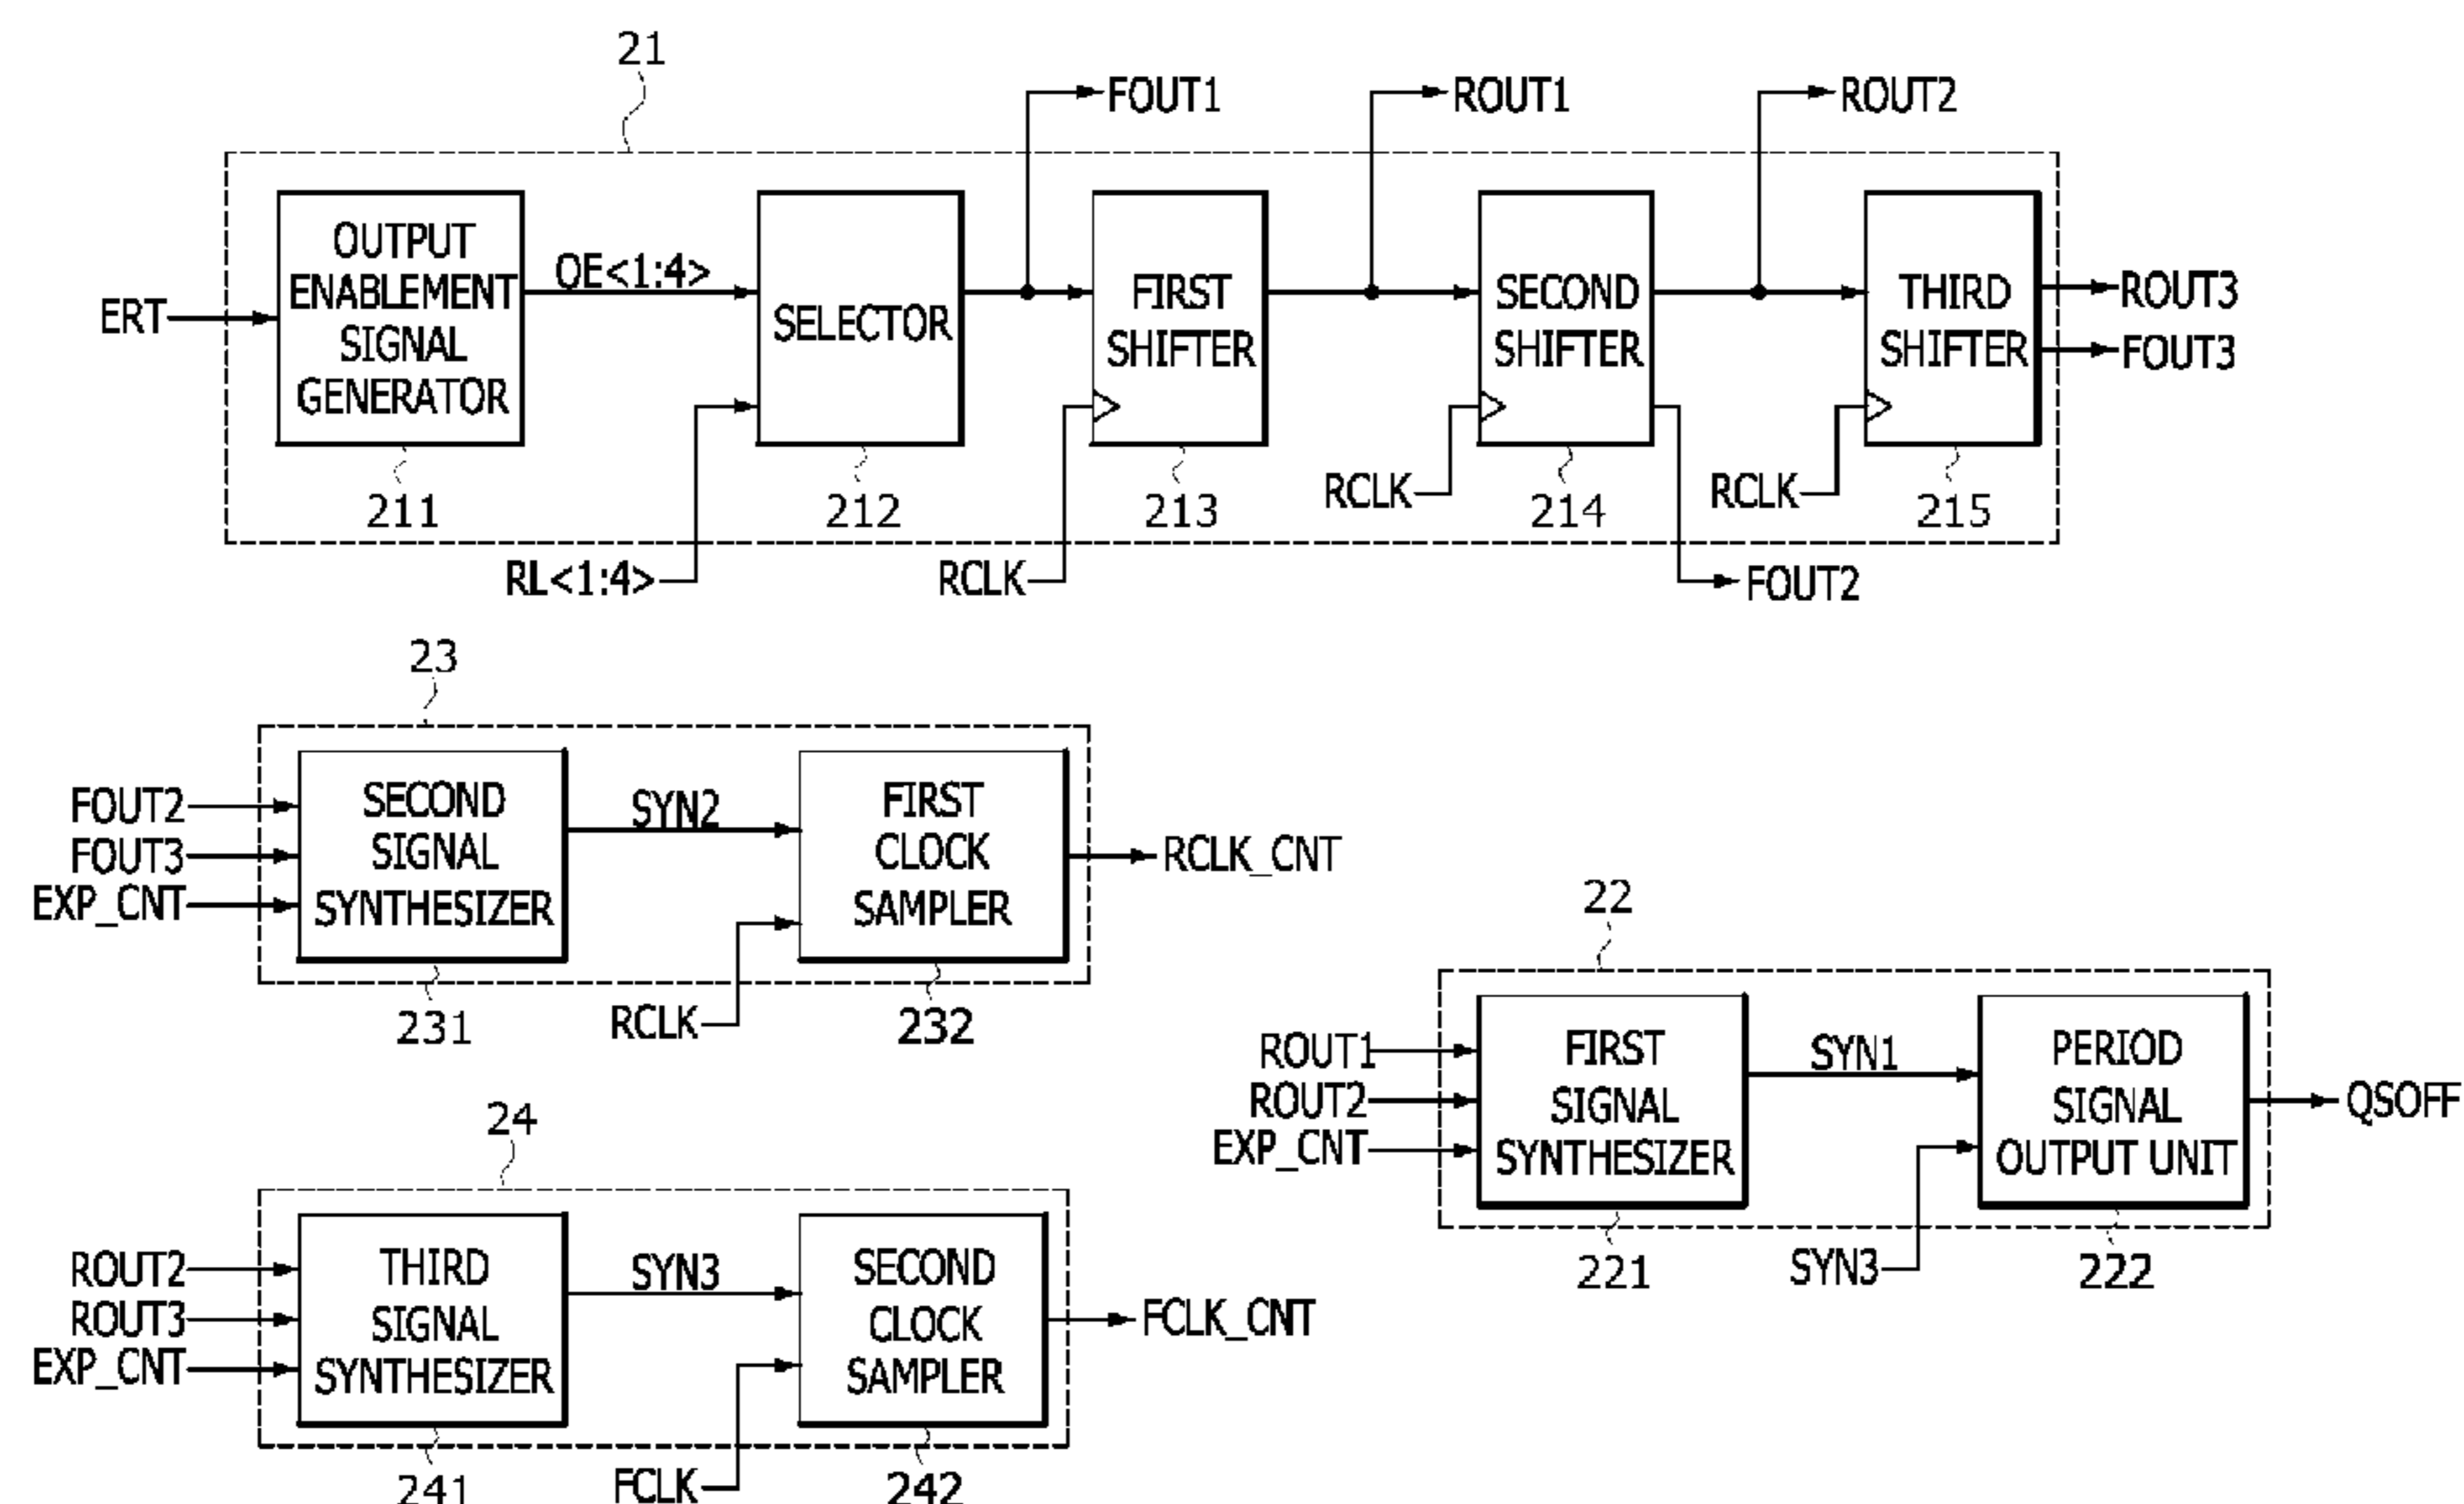 21
FOUT1
ROUT1
ROUT2
ERT
OUTPUT
ENABLEMENT
SIGNAL
GENERATOR
211
OE<1:4>
RL<1:4>
SELECTOR
212
RCLK
FIRST
SHIFTER
213
RCLK
SECOND
SHIFTER
214
FOUT2
RCLK
THIRD
SHIFTER
215
ROUT3
FOUT3
23
FOUT2
FOUT3
EXP_CNT
SECOND
SIGNAL
SYNTHESIZER
231
SYN2
RCLK
FIRST
CLOCK
SAMPLER
232
RCLK_CNT
22
ROUT1
ROUT2
EXP_CNT
FIRST
SIGNAL
SYNTHESIZER
221
SYN1
SYN3
PERIOD
SIGNAL
OUTPUT UNIT
222
QSOFF
24
ROUT2
ROUT3
EXP_CNT
THIRD
SIGNAL
SYNTHESIZER
241
SYN3
FCLK
SECOND
CLOCK
SAMPLER
242
FCLK_CNT